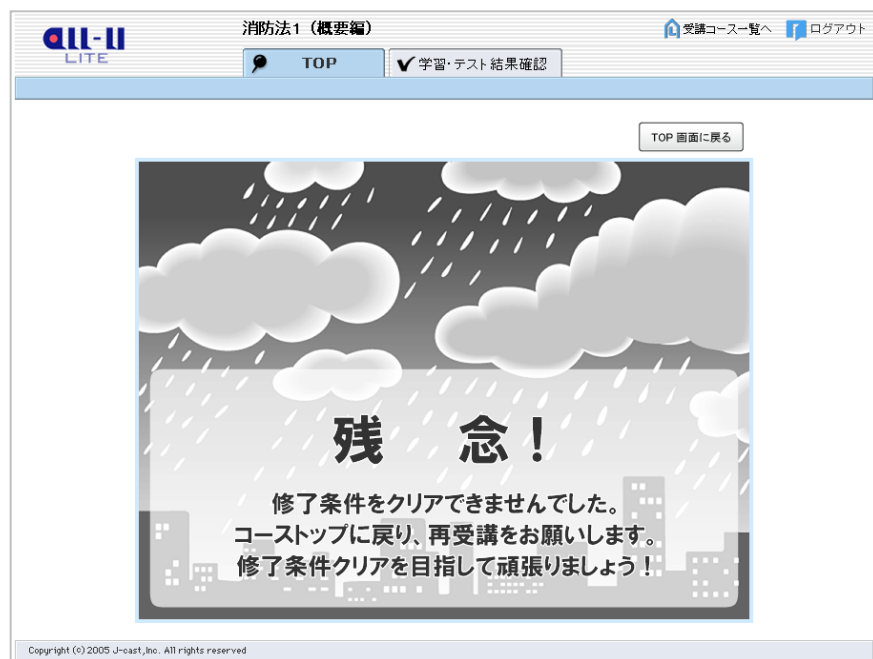 all-U
LITE
消防法1(概要編)
受講コース一覧へ
ログアウト
TOP
学習・テスト結果確認
TOP 画面に戻る
残 念!
修了条件をクリアできませんでした。
コーストップに戻り、再受講をお願いします。
修了条件クリアを目指して頑張りましょう!
Copyright (c) 2005 J-cast,Inc. All rights reserved